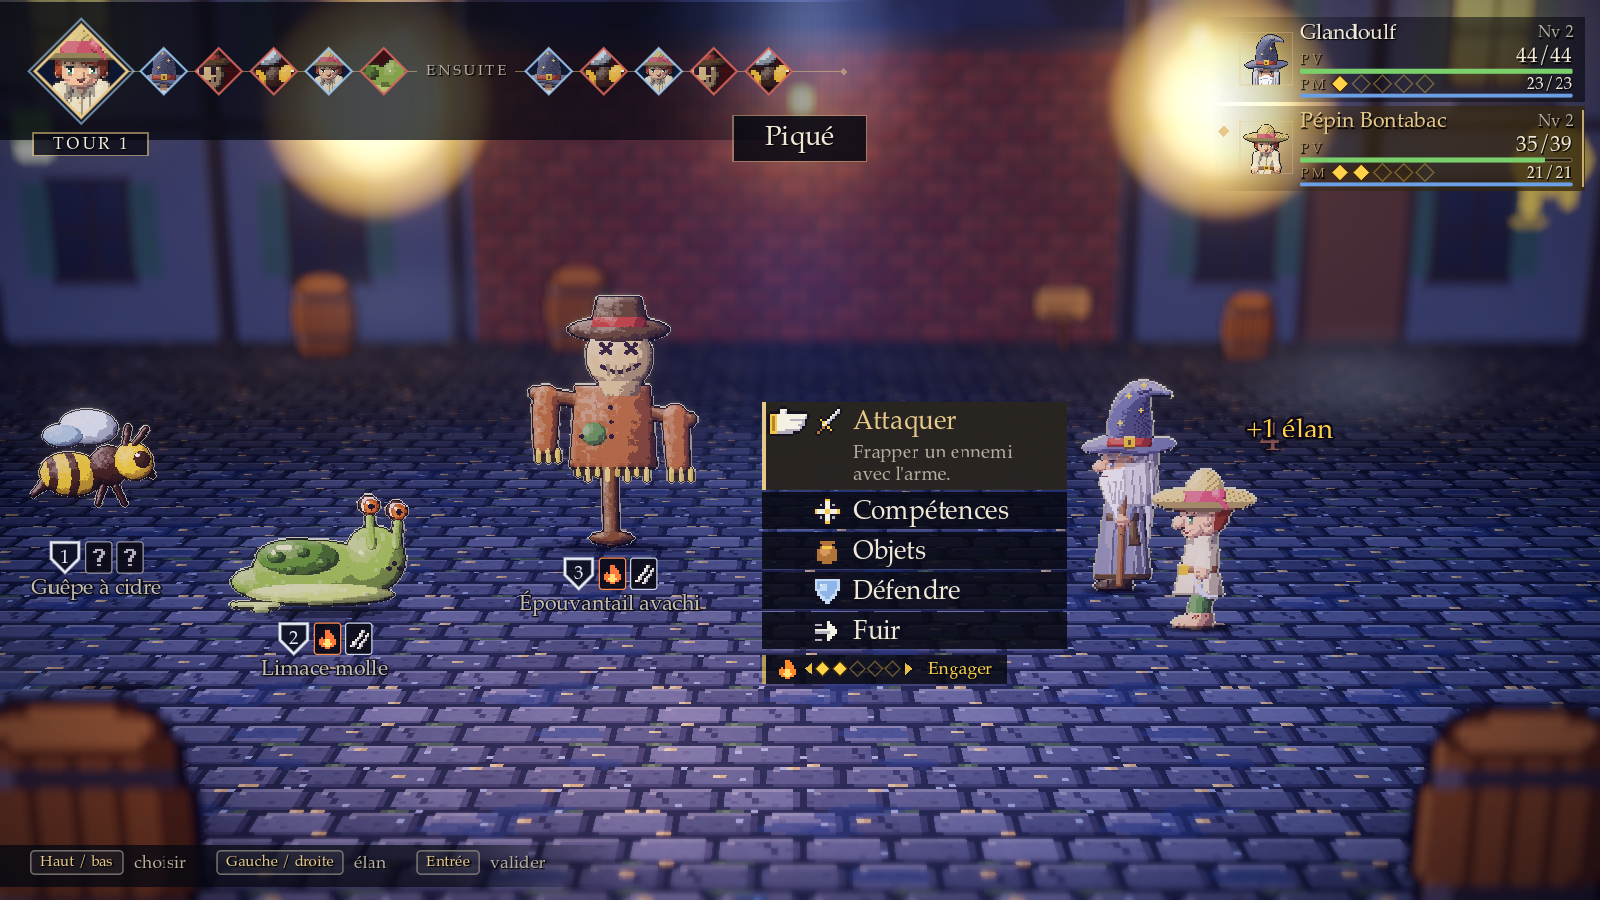 ENSUITE
TOUR 1
Piqué
Glandoulf Nv 2
PV 44/44
PM 23/23
Pépin Bontabac Nv 2
PV 35/39
PM 21/21
+1 élan
Attaquer
Frapper un ennemi
avec l'arme.
Compétences
Objets
Défendre
Fuir
Engager
1 ? ?
Guêpe à cidre
2
Limace molle
3
Épouvantail avachi
Haut / bas choisir Gauche / droite élan Entrée valider